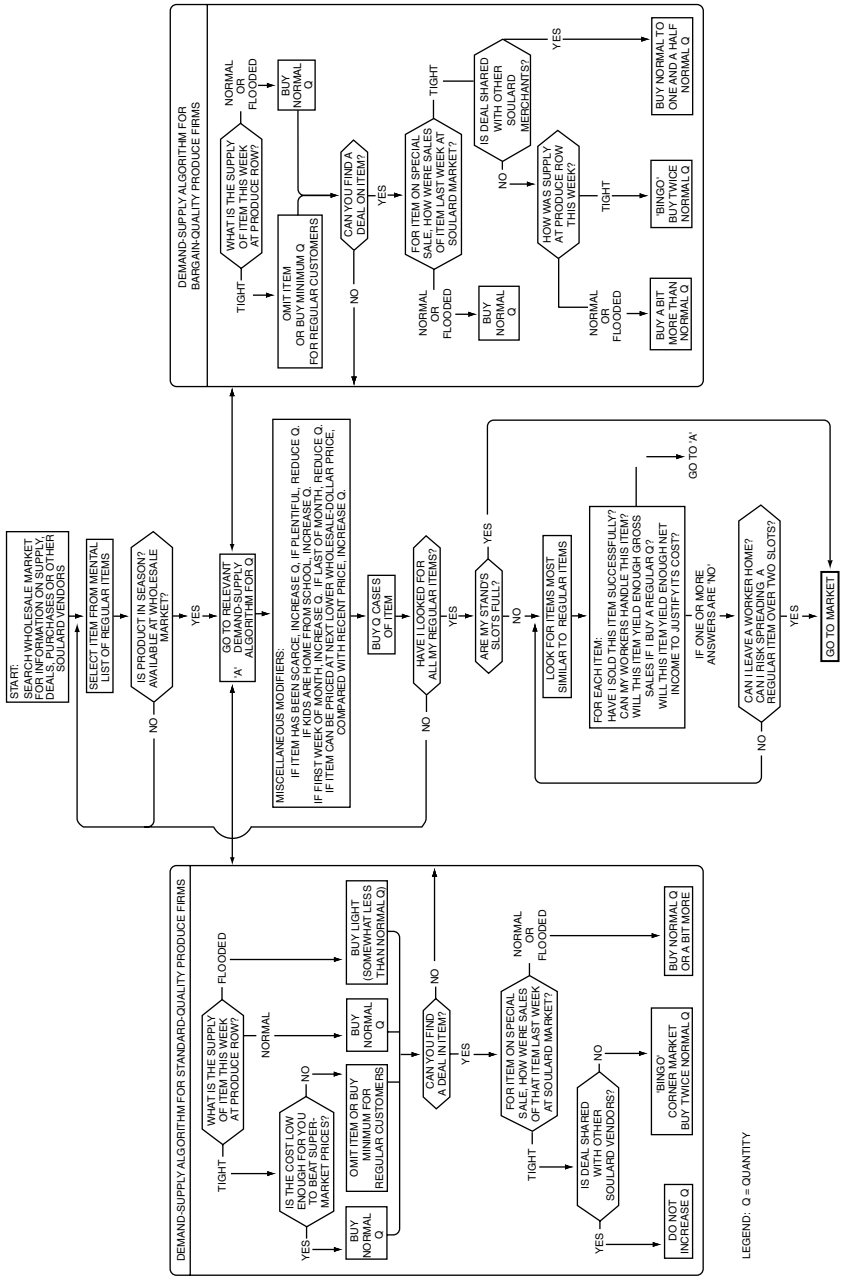 DEMAND-SUPPLY ALGORITHM FOR STANDARD-QUALITY PRODUCE FIRMS
WHAT IS THE SUPPLY
OF ITEM THIS WEEK
AT PRODUCE ROW?
TIGHT
NORMAL
FLOODED
IS THE COST LOW
ENOUGH FOR YOU
TO BEAT SUPER-
MARKET PRICES?
YES
NO
BUY
NORMAL
Q
OMIT ITEM OR BUY
MINIMUM FOR
REGULAR CUSTOMERS
BUY
NORMAL
Q
BUY LIGHT
(SOMEWHAT LESS
THAN NORMAL Q)
CAN YOU FIND
A DEAL IN ITEM?
NO
YES
FOR ITEM ON SPECIAL
SALE, HOW WERE SALES
OF THAT ITEM LAST WEEK
AT SOULARD MARKET?
TIGHT
NORMAL
OR
FLOODED
IS DEAL SHARED
WITH OTHER
SOULARD VENDORS?
YES
NO
DO NOT
INCREASE Q
'BINGO'
CORNER MARKET
BUY TWICE NORMAL Q
BUY NORMAL Q
OR A BIT MORE
LEGEND: Q = QUANTITY
START:
SEARCH WHOLESALE MARKET
FOR INFORMATION ON SUPPLY,
DEALS, PURCHASES OR OTHER
SOULARD VENDORS
SELECT ITEM FROM MENTAL
LIST OF REGULAR ITEMS
IS PRODUCT IN SEASON?
AVAILABLE AT WHOLESALE
MARKET?
NO
YES
GO TO RELEVANT
DEMAND-SUPPLY
ALGORITHM FOR Q
'A'
MISCELLANEOUS MODIFIERS:
IF ITEM HAS BEEN SCARCE, INCREASE Q. IF PLENTIFUL, REDUCE Q.
IF KIDS ARE HOME FROM SCHOOL, INCREASE Q.
IF FIRST WEEK OF MONTH, INCREASE Q. IF LAST OF MONTH, REDUCE Q.
IF ITEM CAN BE PRICED AT NEXT LOWER WHOLESALE-DOLLAR PRICE,
COMPARED WITH RECENT PRICE, INCREASE Q.
BUY Q CASES
OF ITEM
HAVE I LOOKED FOR
ALL MY REGULAR ITEMS?
NO
YES
ARE MY STAND'S
SLOTS FULL?
YES
NO
LOOK FOR ITEMS MOST
SIMILAR TO REGULAR ITEMS
FOR EACH ITEM:
HAVE I SOLD THIS ITEM SUCCESSFULLY?
CAN MY WORKERS HANDLE THIS ITEM?
WILL THIS ITEM YIELD ENOUGH GROSS
SALES IF I BUY A REGULAR Q?
WILL THIS ITEM YIELD ENOUGH NET
INCOME TO JUSTIFY ITS COST?
GO TO 'A'
IF ONE OR MORE
ANSWERS ARE 'NO'
CAN I LEAVE A WORKER HOME?
CAN I RISK SPREADING A
REGULAR ITEM OVER TWO SLOTS?
NO
YES
GO TO MARKET
DEMAND-SUPPLY ALGORITHM FOR
BARGAIN-QUALITY PRODUCE FIRMS
WHAT IS THE SUPPLY
OF ITEM THIS WEEK
AT PRODUCE ROW?
TIGHT
NORMAL
OR
FLOODED
OMIT ITEM
OR BUY MINIMUM Q
FOR REGULAR CUSTOMERS
BUY
NORMAL
Q
CAN YOU FIND A
DEAL ON ITEM?
NO
YES
FOR ITEM ON SPECIAL
SALE, HOW WERE SALES
OF ITEM LAST WEEK AT
SOULARD MARKET?
NORMAL
OR
FLOODED
TIGHT
BUY
NORMAL
Q
IS DEAL SHARED
WITH OTHER
SOULARD
MERCHANTS?
NO
YES
HOW WAS SUPPLY
AT PRODUCE ROW
THIS WEEK?
NORMAL
OR
FLOODED
TIGHT
BUY A BIT
MORE THAN
NORMAL Q
'BINGO'
BUY TWICE
NORMAL Q
BUY NORMAL TO
ONE AND A HALF
NORMAL Q